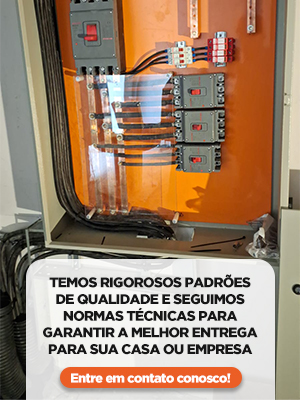 TEMOS RIGOROSOS PADRÕES
DE QUALIDADE E SEGUIMOS
NORMAS TÉCNICAS PARA
GARANTIR A MELHOR ENTREGA
PARA SUA CASA OU EMPRESA
Entre em contato conosco!